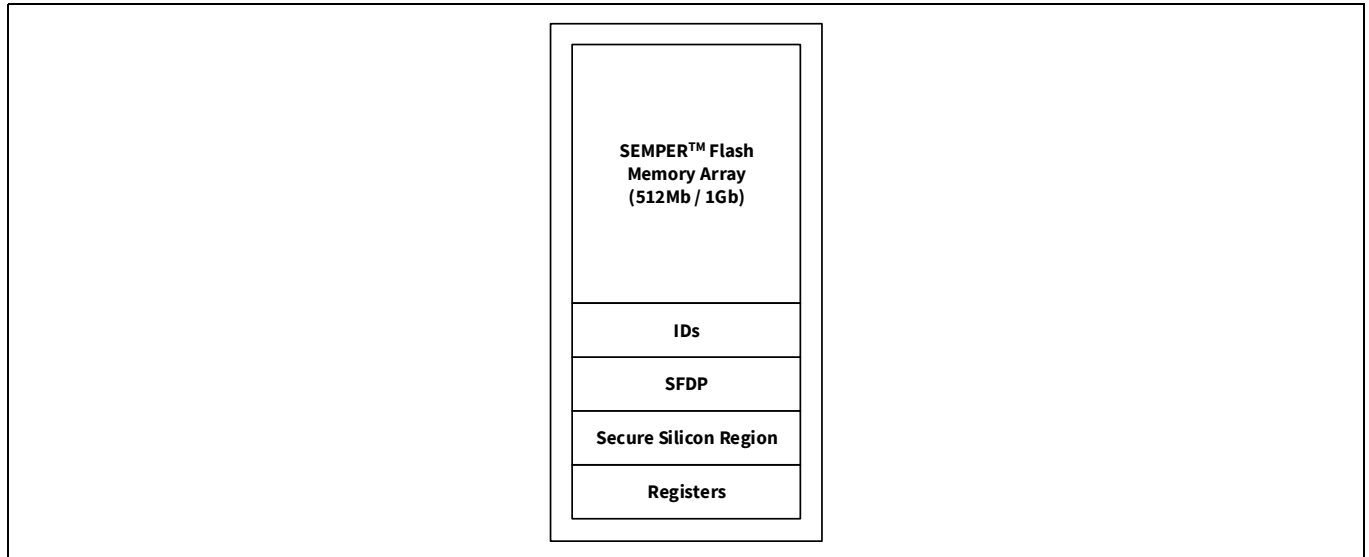 SEMPER™ Flash
Memory Array
(512Mb / 1Gb)
IDs
SFDP
Secure Silicon Region
Registers